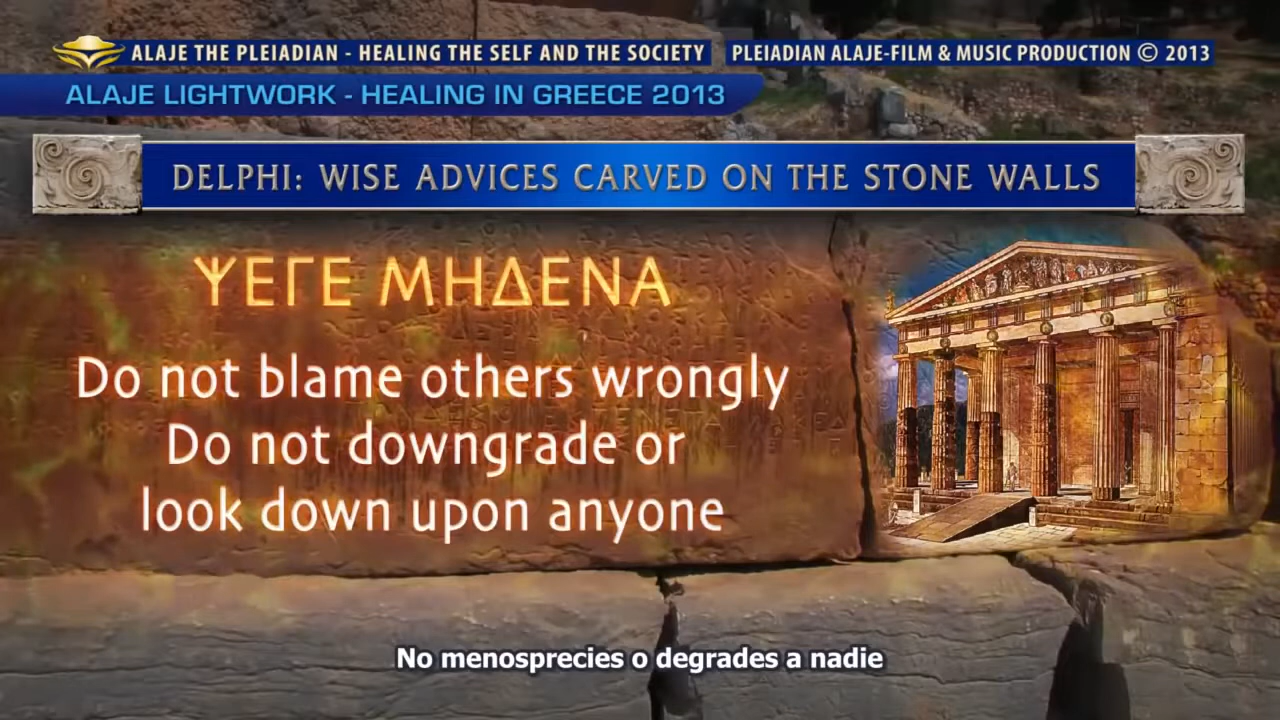 ALAJE THE PLEIADIAN - HEALING THE SELF AND THE SOCIETY
PLEIADIAN ALAJE-FILM & MUSIC PRODUCTION © 2013
ALAJE LIGHTWORK - HEALING IN GREECE 2013
DELPHI: WISE ADVICES CARVED ON THE STONE WALLS
ΨΕΓΕ ΜΗΔΕΝΑ
Do not blame others wrongly
Do not downgrade or
look down upon anyone
No menosprecies o degrades a nadie